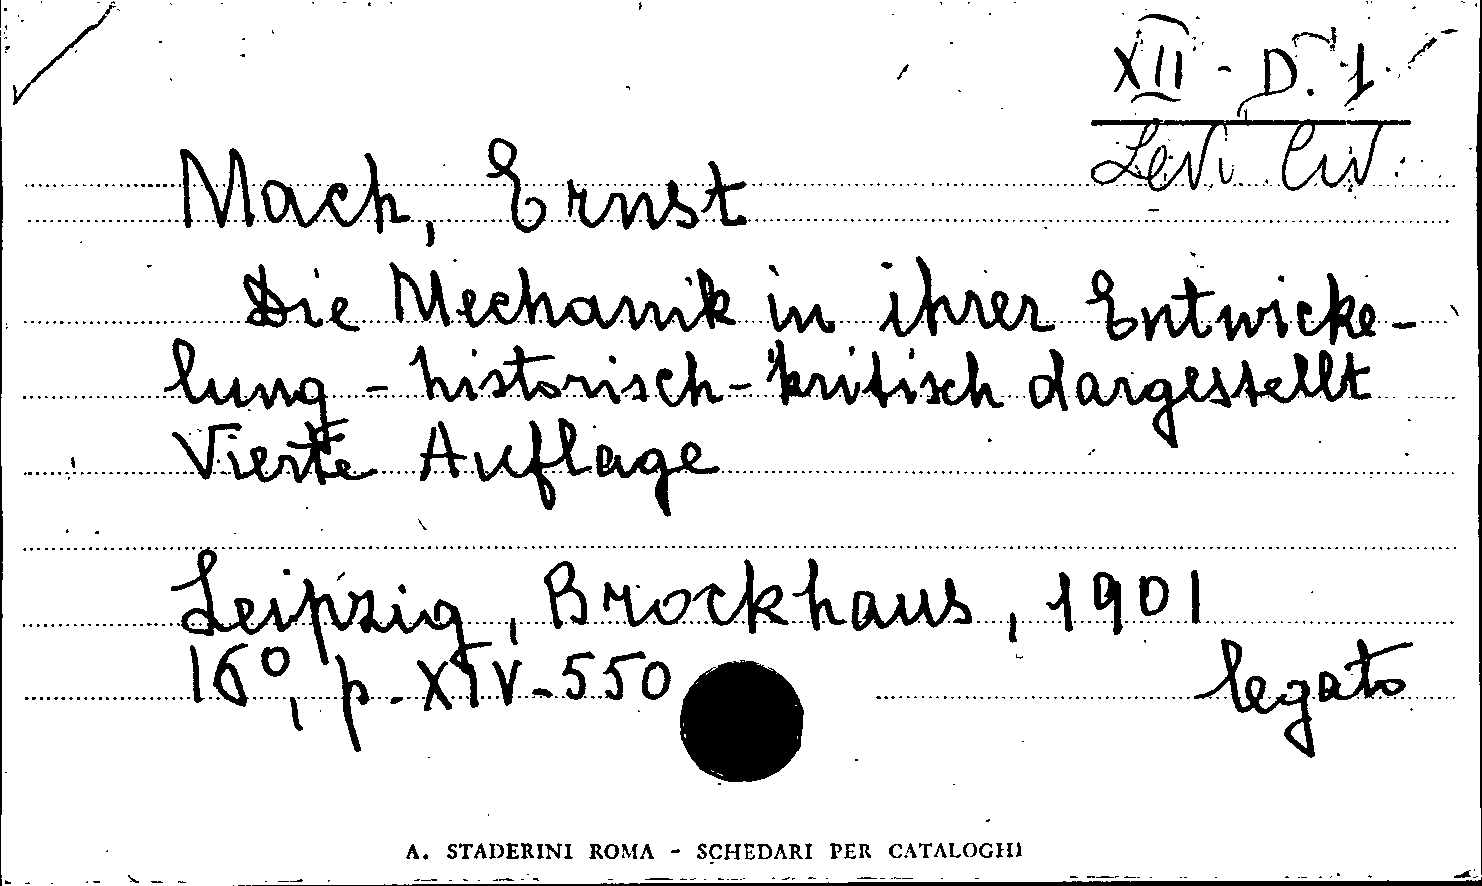 XII - D. 1
Levi Civ.
Mach, Ernst
Die Mechanik in ihrer Entwicke-
lung - historisch-kritisch dargestellt
Vierte Auflage
Leipzig, Brockhaus, 1901
16º, p. XIV-550
legato
A. STADERINI ROMA - SCHEDARI PER CATALOGHI